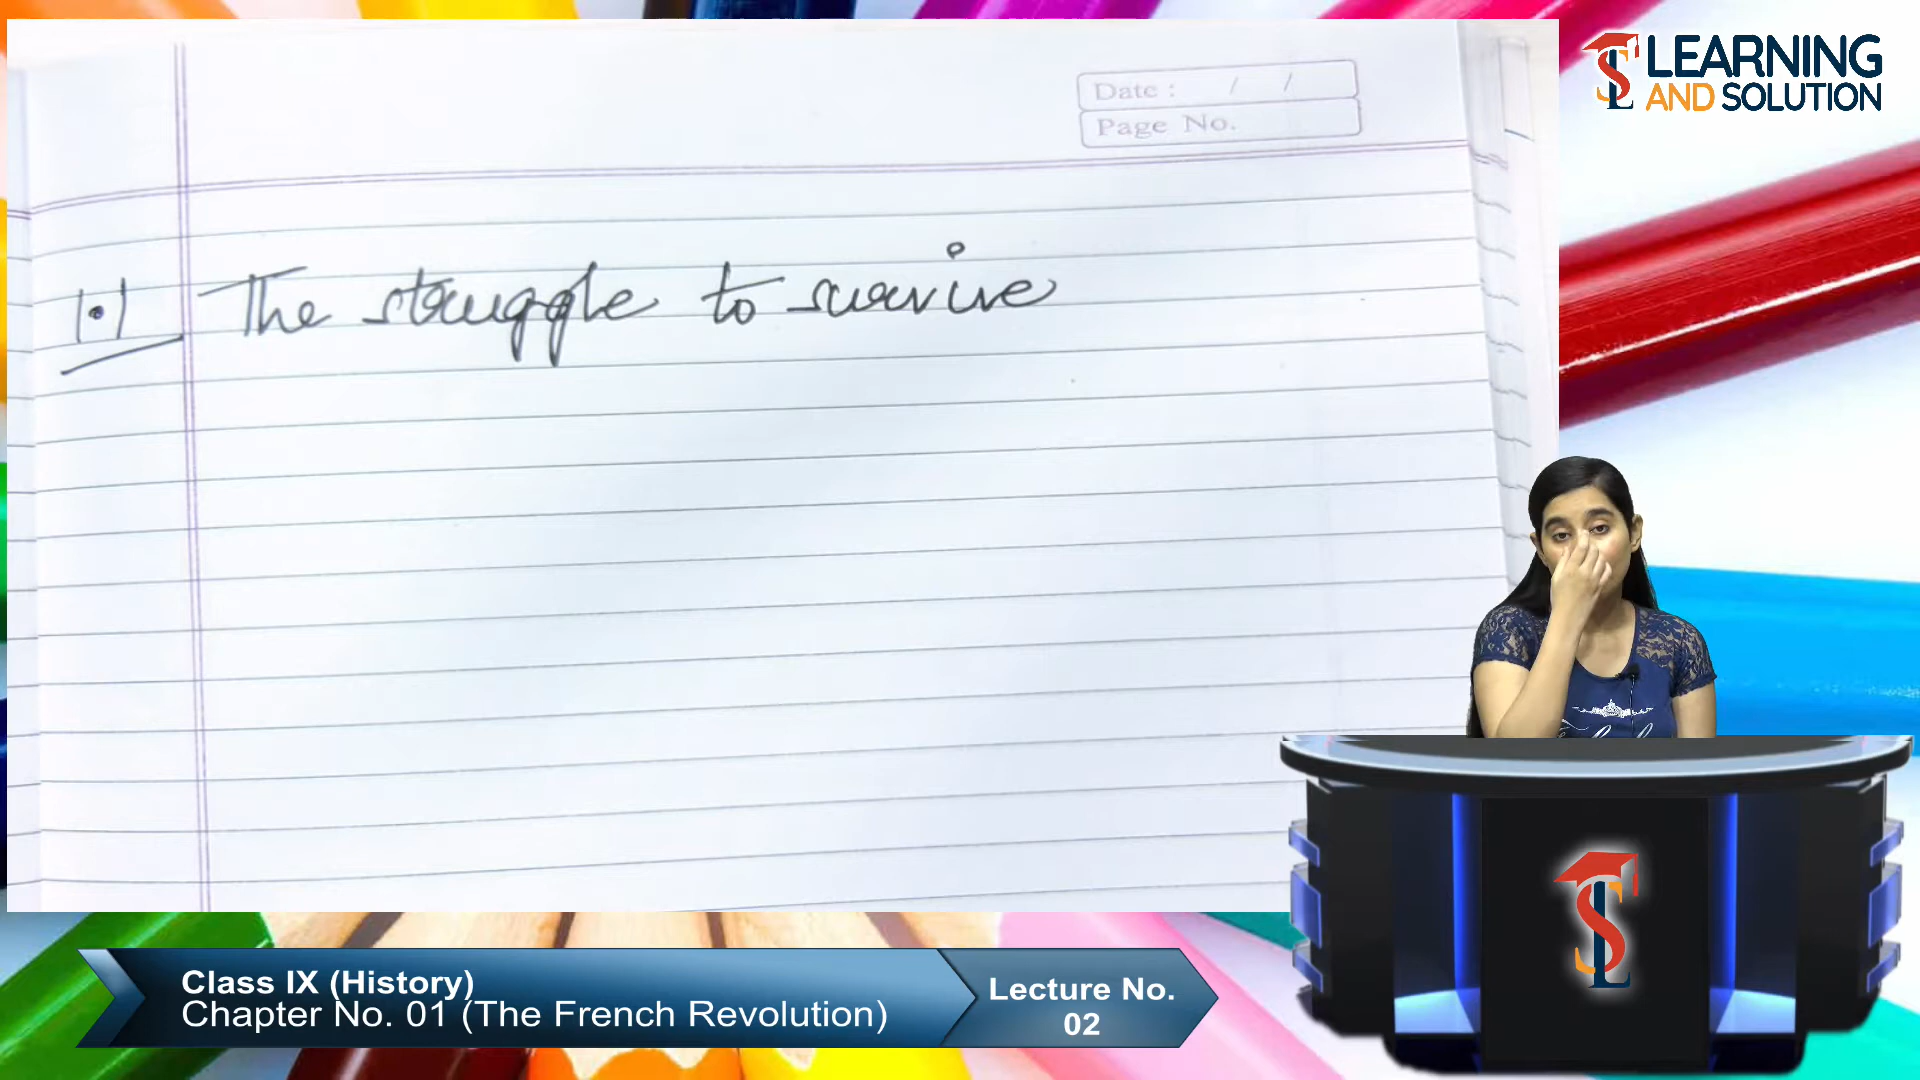 LEARNING
AND SOLUTION
Date : / /
Page No.
1.1 The struggle to survive
Class IX (History)
Chapter No. 01 (The French Revolution)
Lecture No.
02